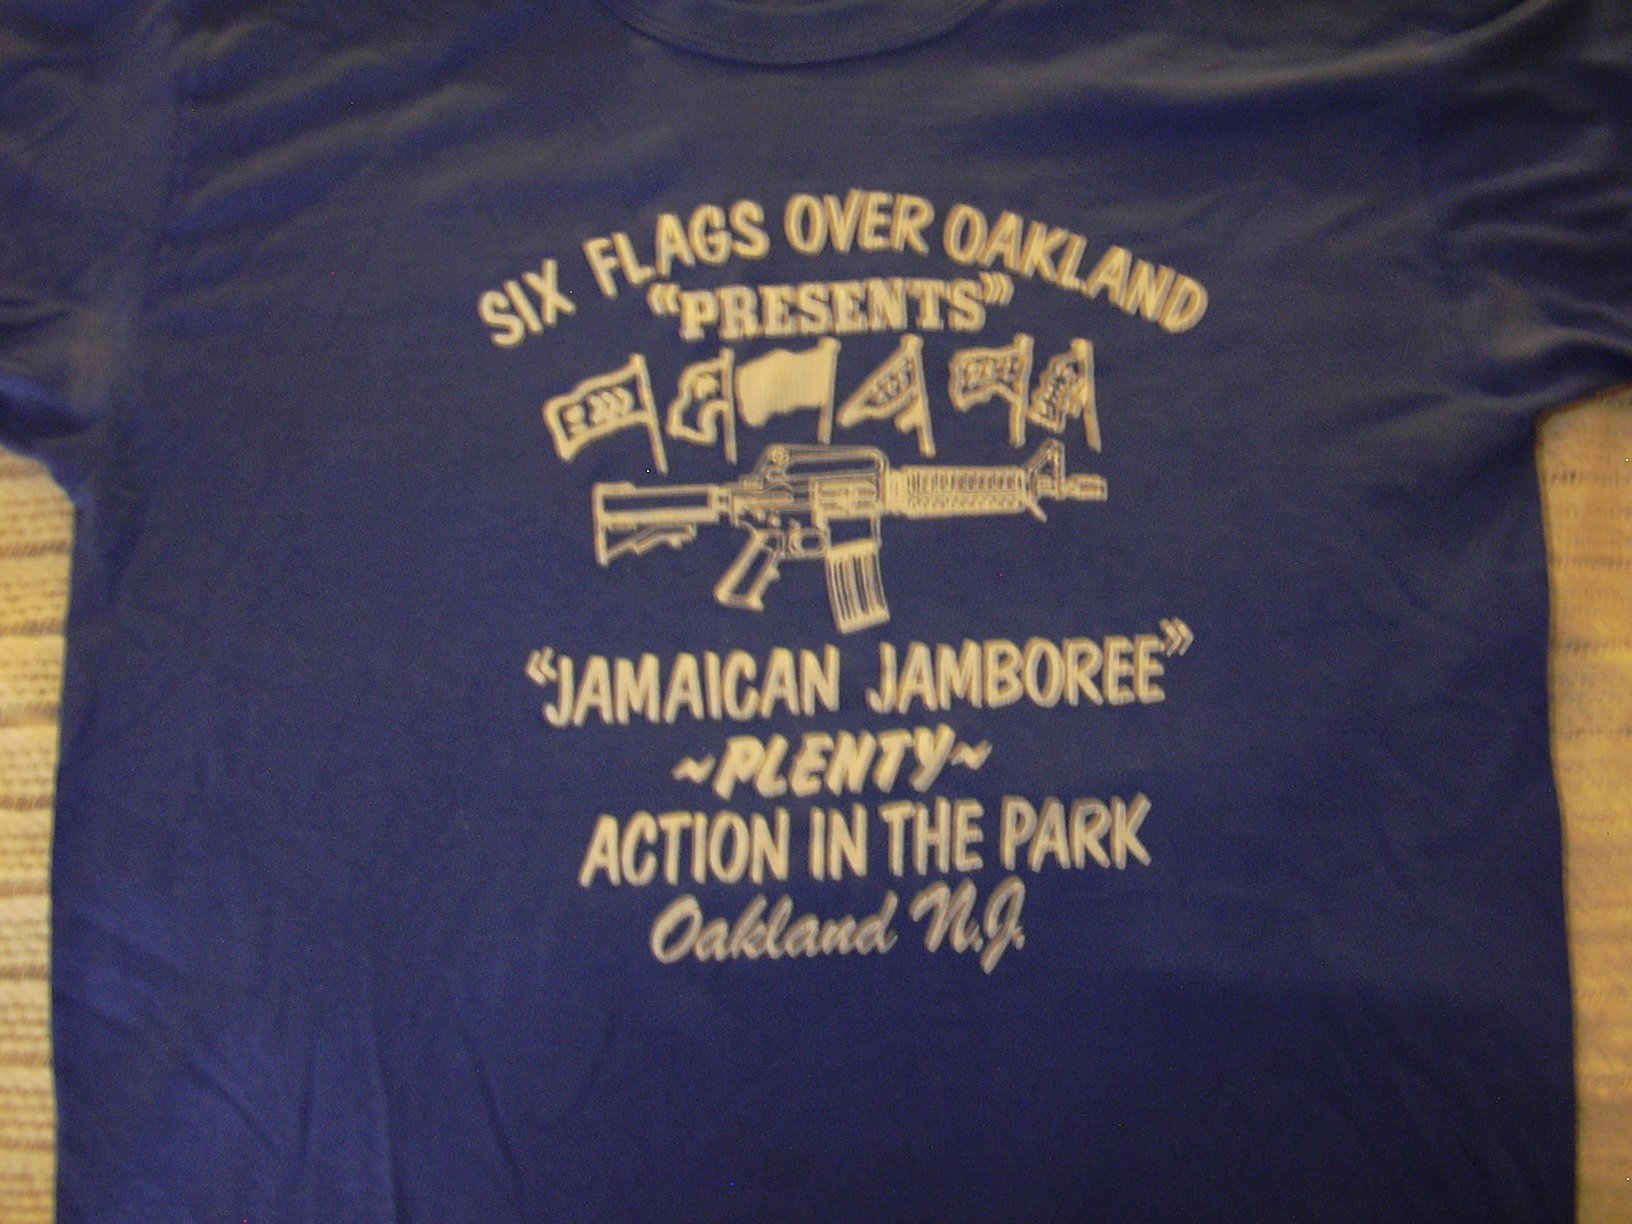 SIX FLAGS OVER OAKLAND
"PRESENTS"
"JAMAICAN JAMBOREE"
~PLENTY~
ACTION IN THE PARK
Oakland N.J.